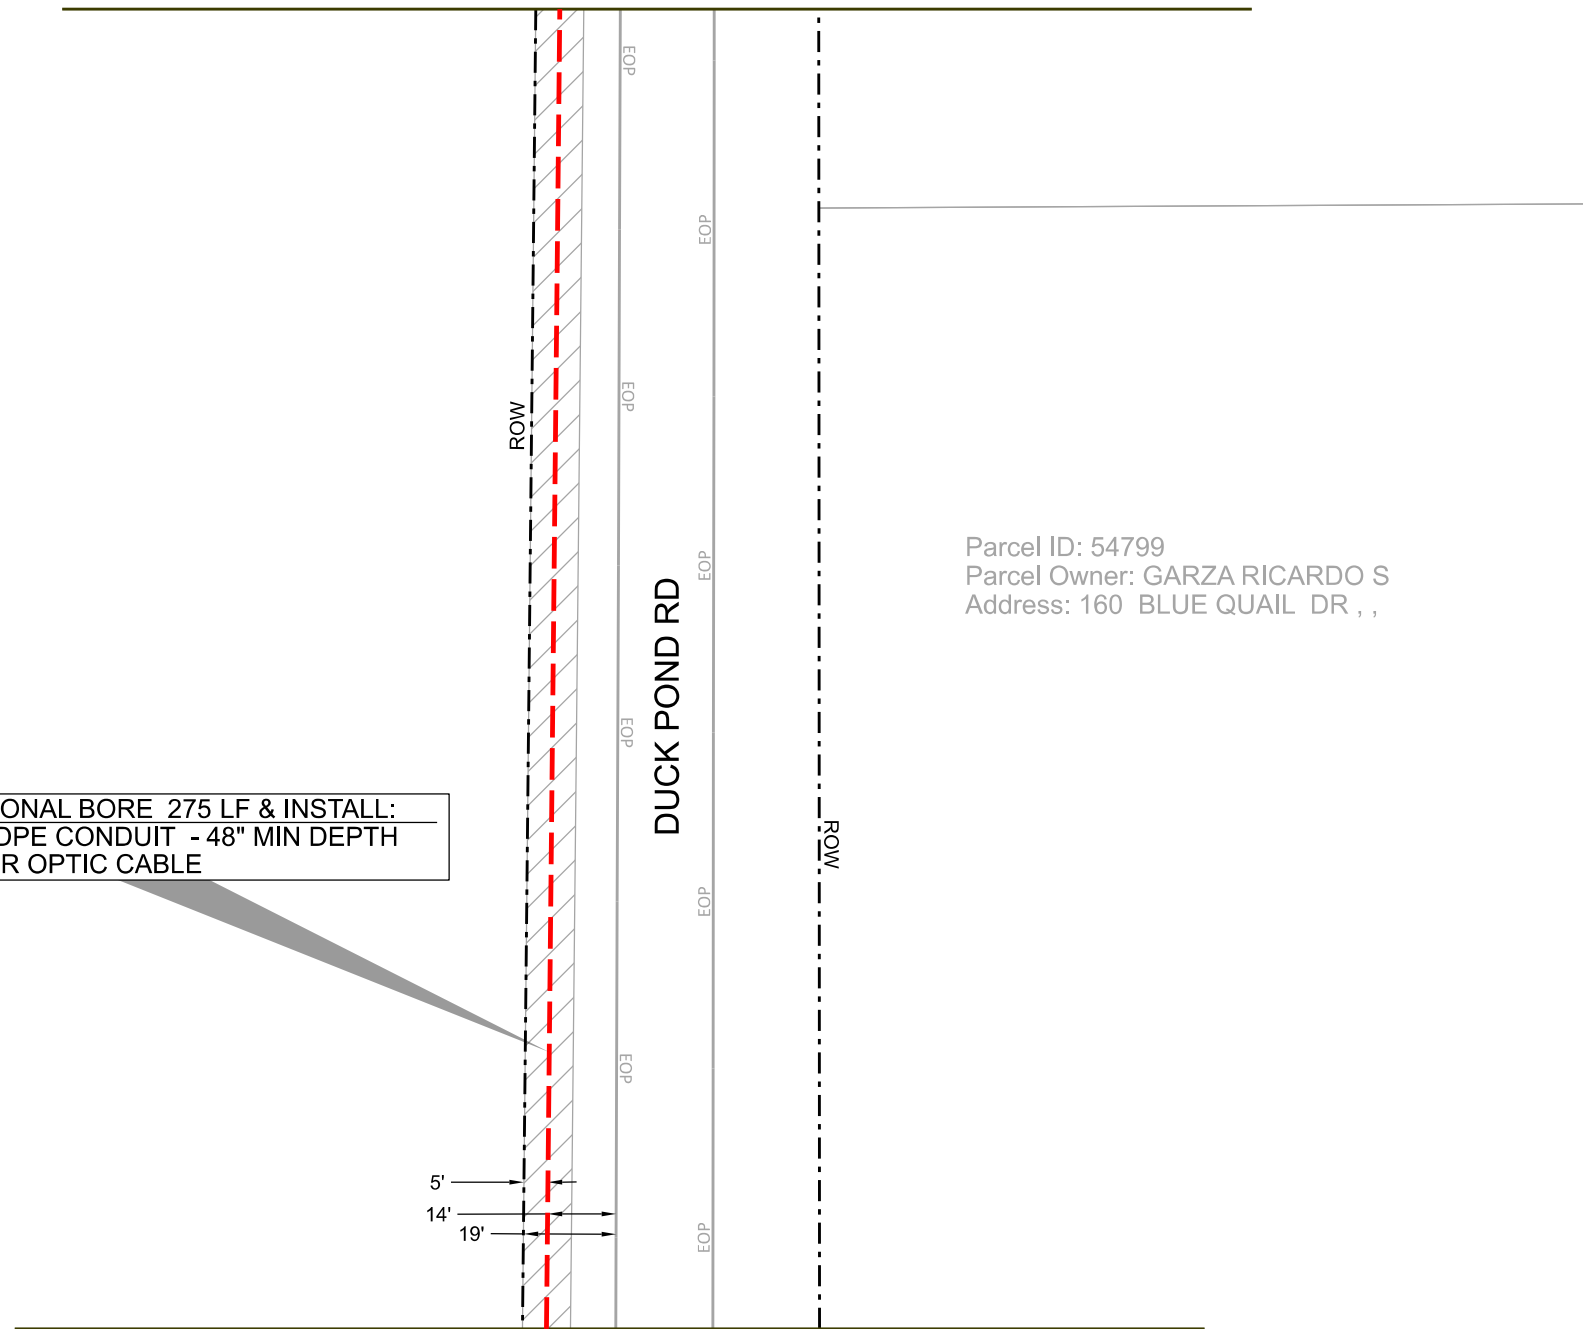 EOP
EOP
EOP
ROW
Parcel ID: 54799
Parcel Owner: GARZA RICARDO S
Address: 160 BLUE QUAIL DR , ,
EOP
DUCK POND RD
EOP
ONAL BORE 275 LF & INSTALL:
OPE CONDUIT - 48" MIN DEPTH
R OPTIC CABLE
ROW
EOP
EOP
5'
14'
19'
EOP